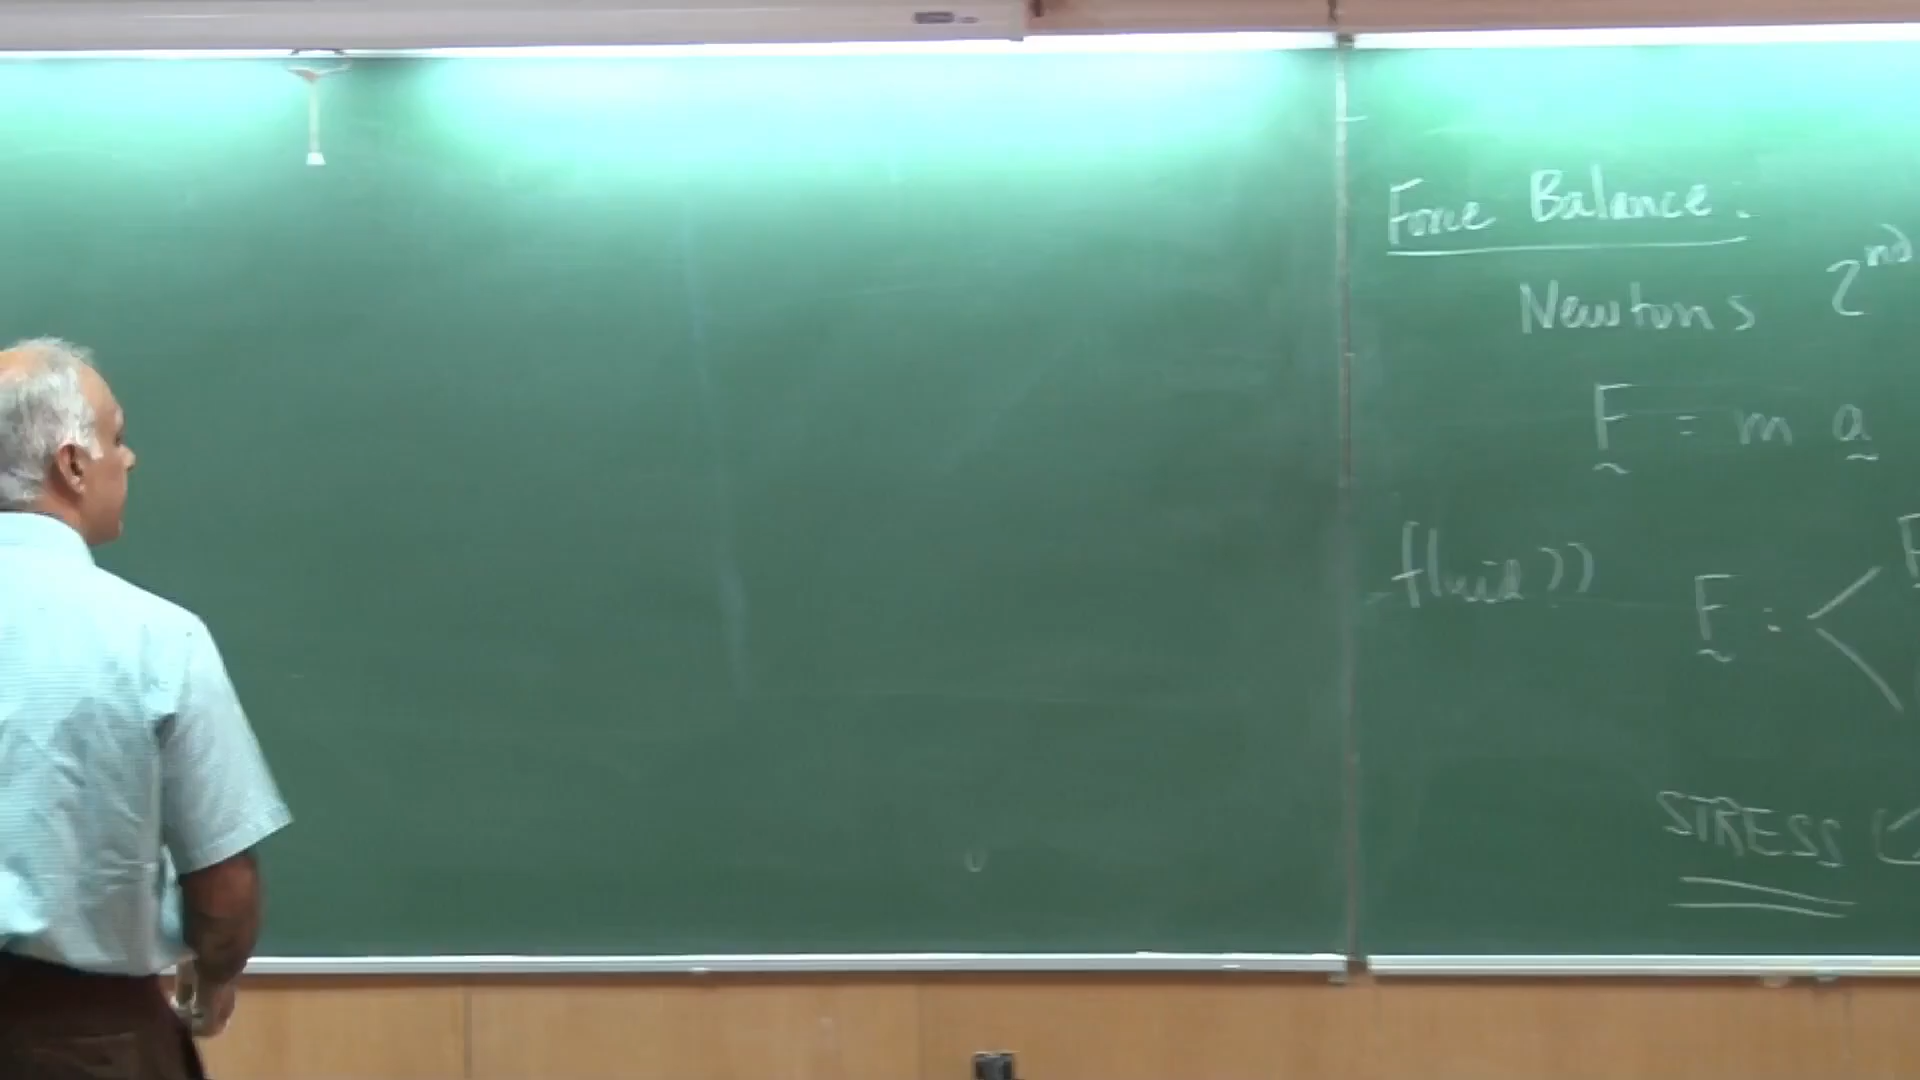 Force Balance:
Newtons 2nd
F = m a
fluid))
F : <
STRESS (